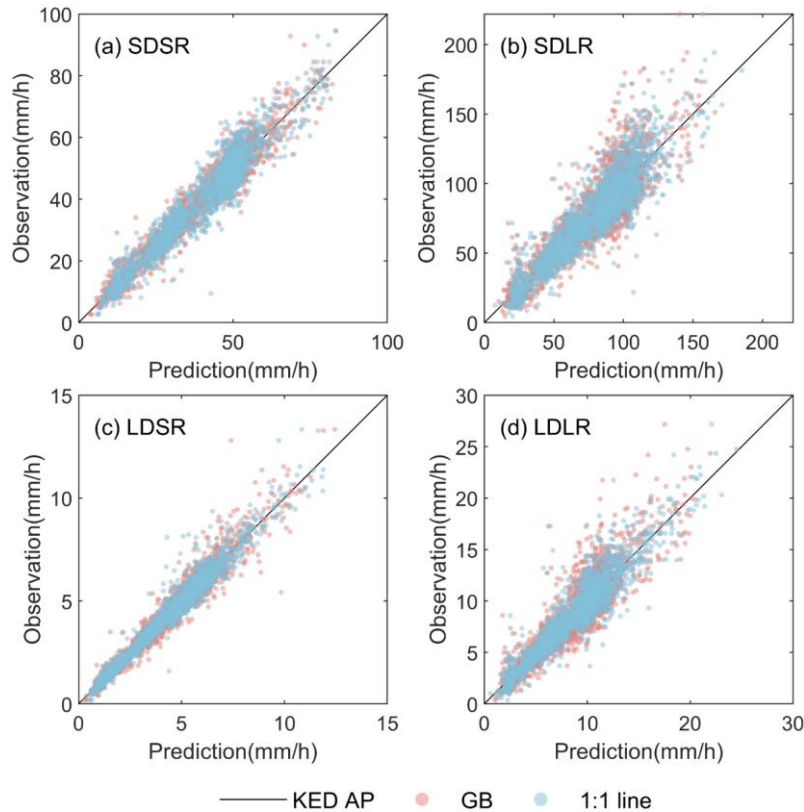 (a) SDSR
Observation(mm/h)
100
80
60
40
20
0
0 50 100
Prediction(mm/h)
(b) SDLR
Observation(mm/h)
200
150
100
50
0
0 50 100 150 200
Prediction(mm/h)
(c) LDSR
Observation(mm/h)
15
10
5
0
0 5 10 15
Prediction(mm/h)
(d) LDLR
Observation(mm/h)
30
25
20
15
10
5
0
0 10 20 30
Prediction(mm/h)
KED AP GB 1:1 line